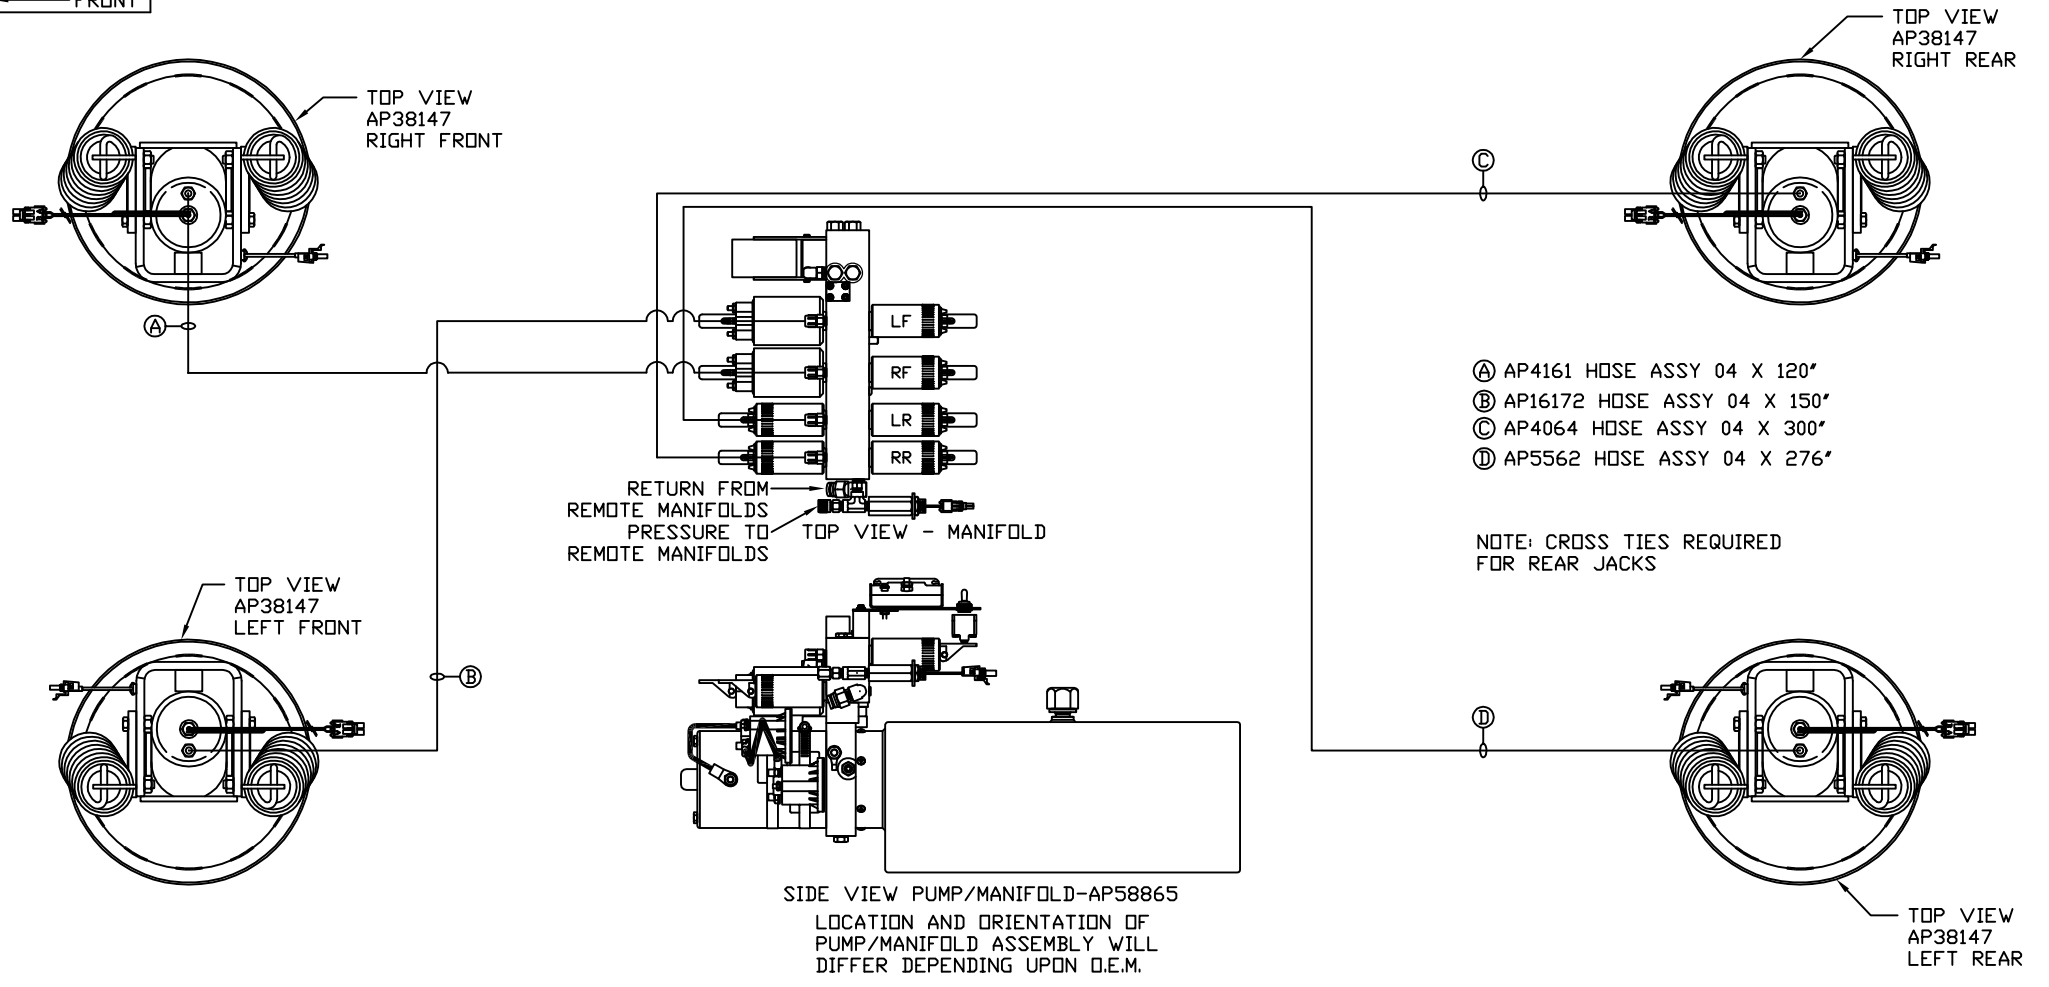 FRONT
TOP VIEW
AP38147
RIGHT FRONT
TOP VIEW
AP38147
RIGHT REAR
A
C
LF
RF
LR
RR
RETURN FROM
REMOTE MANIFOLDS
PRESSURE TO
REMOTE MANIFOLDS
TOP VIEW - MANIFOLD
A AP4161 HOSE ASSY 04 X 120"
B AP16172 HOSE ASSY 04 X 150"
C AP4064 HOSE ASSY 04 X 300"
D AP5562 HOSE ASSY 04 X 276"
NOTE: CROSS TIES REQUIRED
FOR REAR JACKS
TOP VIEW
AP38147
LEFT FRONT
B
D
SIDE VIEW PUMP/MANIFOLD-AP58865
LOCATION AND ORIENTATION OF
PUMP/MANIFOLD ASSEMBLY WILL
DIFFER DEPENDING UPON O.E.M.
TOP VIEW
AP38147
LEFT REAR